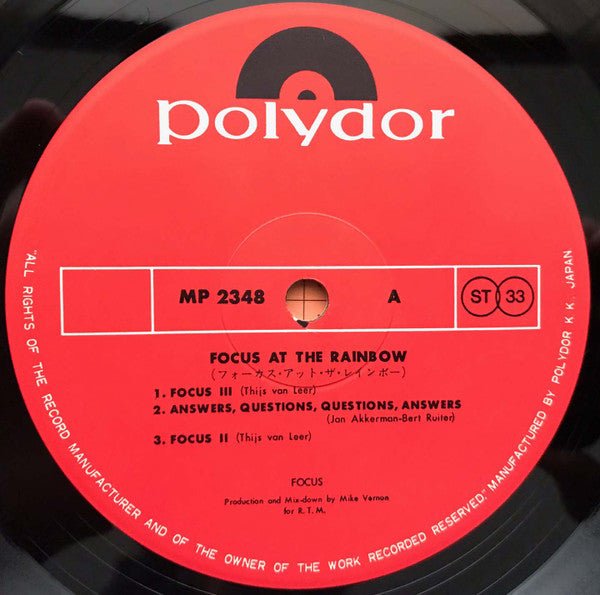 polydor
MP 2348 A ST 33
FOCUS AT THE RAINBOW
(フォーカス・アット・ザ・レインボー)
1. FOCUS III (Thijs van Leer)
2. ANSWERS, QUESTIONS, QUESTIONS, ANSWERS
(Jan Akkerman-Bert Ruiter)
3. FOCUS II (Thijs van Leer)
FOCUS
Production and Mix-down by Mike Vernon
for R.T.M.
"ALL RIGHTS OF THE RECORD MANUFACTURER AND OF THE OWNER OF THE WORK RECORDED RESERVED;" MANUFACTURED BY POLYDOR K.K. JAPAN